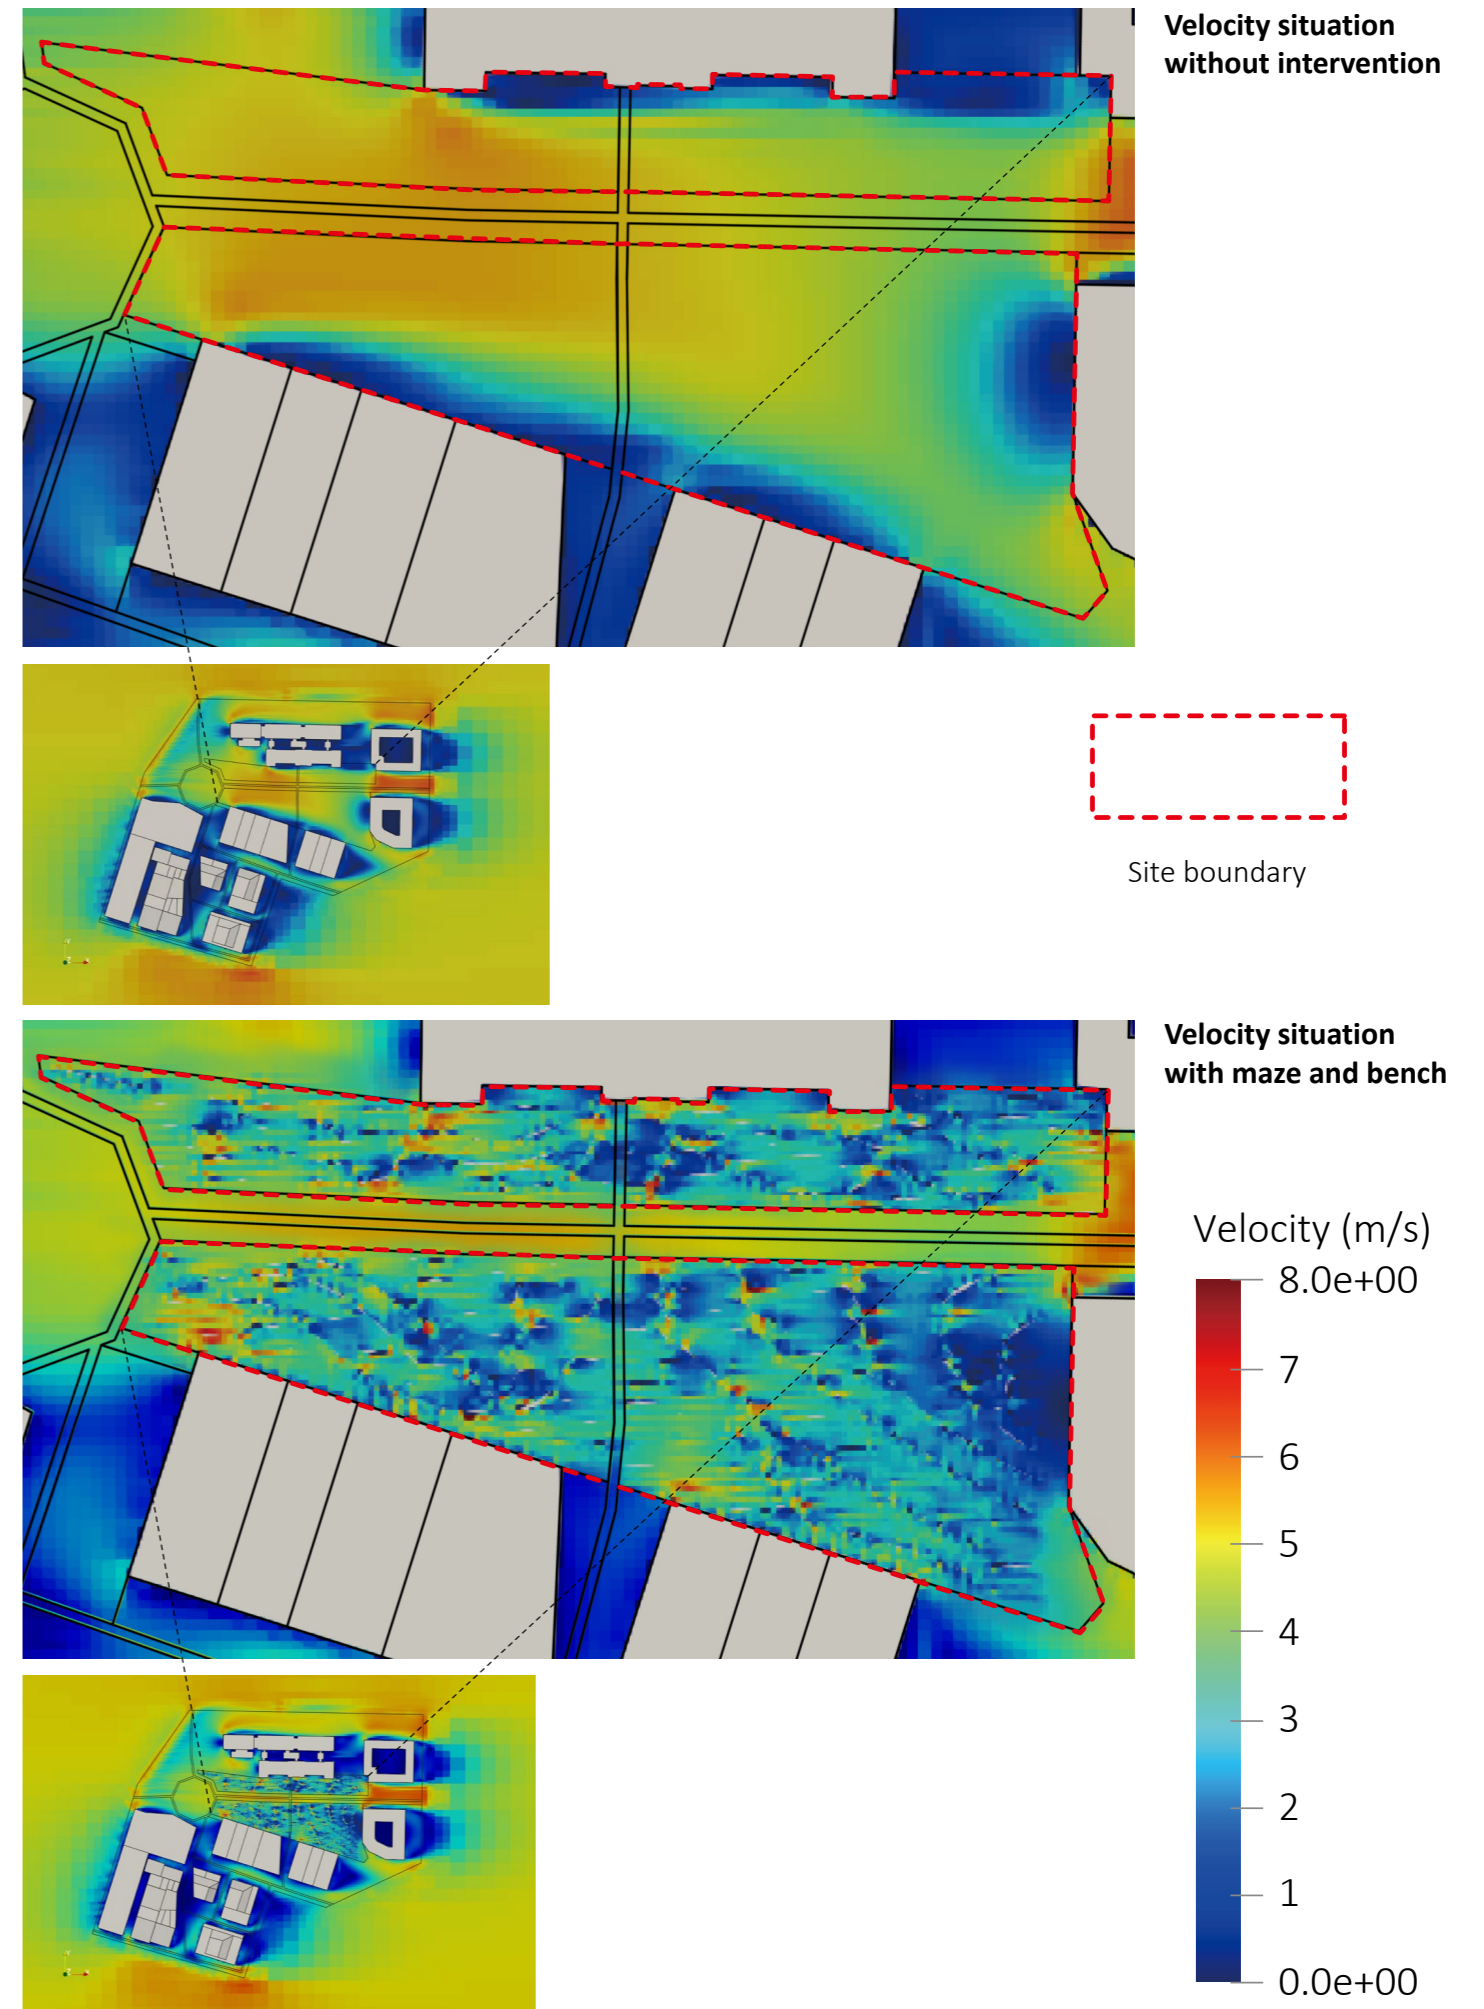 Velocity situation
without intervention
Site boundary
Velocity situation
with maze and bench
Velocity (m/s)
8.0e+00
7
6
5
4
3
2
1
0.0e+00